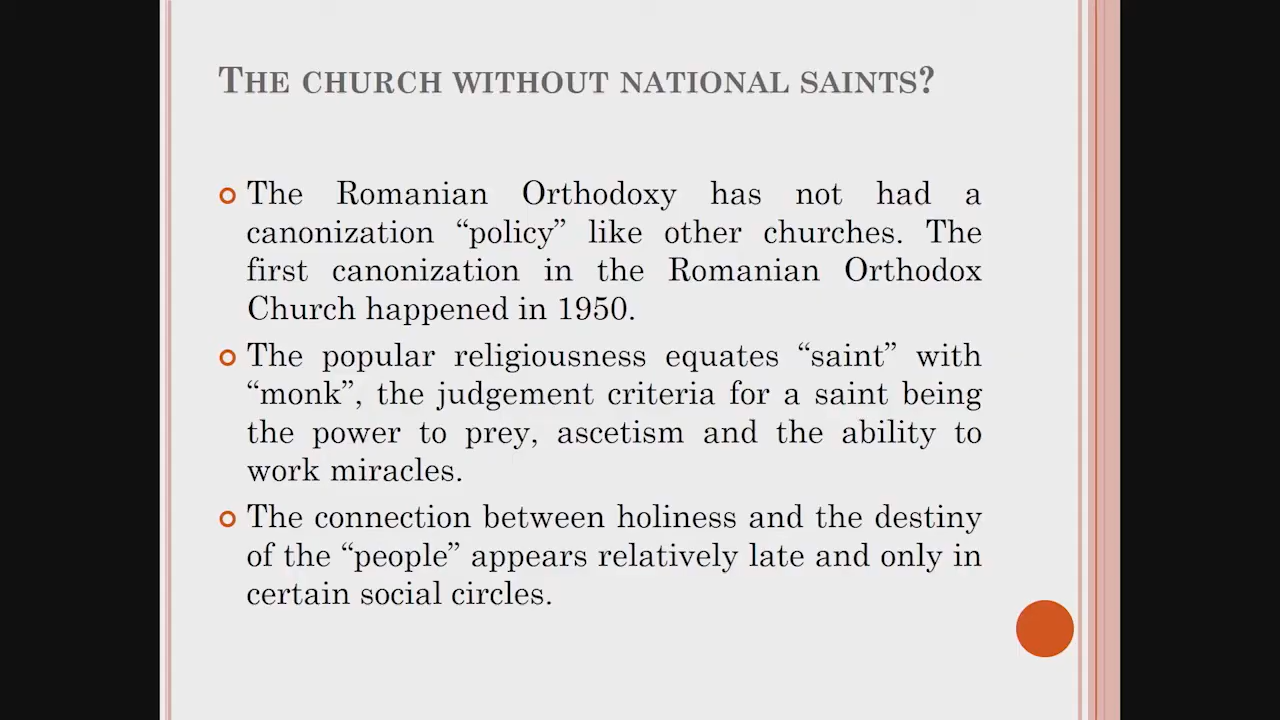 THE CHURCH WITHOUT NATIONAL SAINTS?
The Romanian Orthodoxy has not had a
canonization “policy” like other churches. The
first canonization in the Romanian Orthodox
Church happened in 1950.
The popular religiousness equates “saint” with
“monk”, the judgement criteria for a saint being
the power to prey, ascetism and the ability to
work miracles.
The connection between holiness and the destiny
of the “people” appears relatively late and only in
certain social circles.